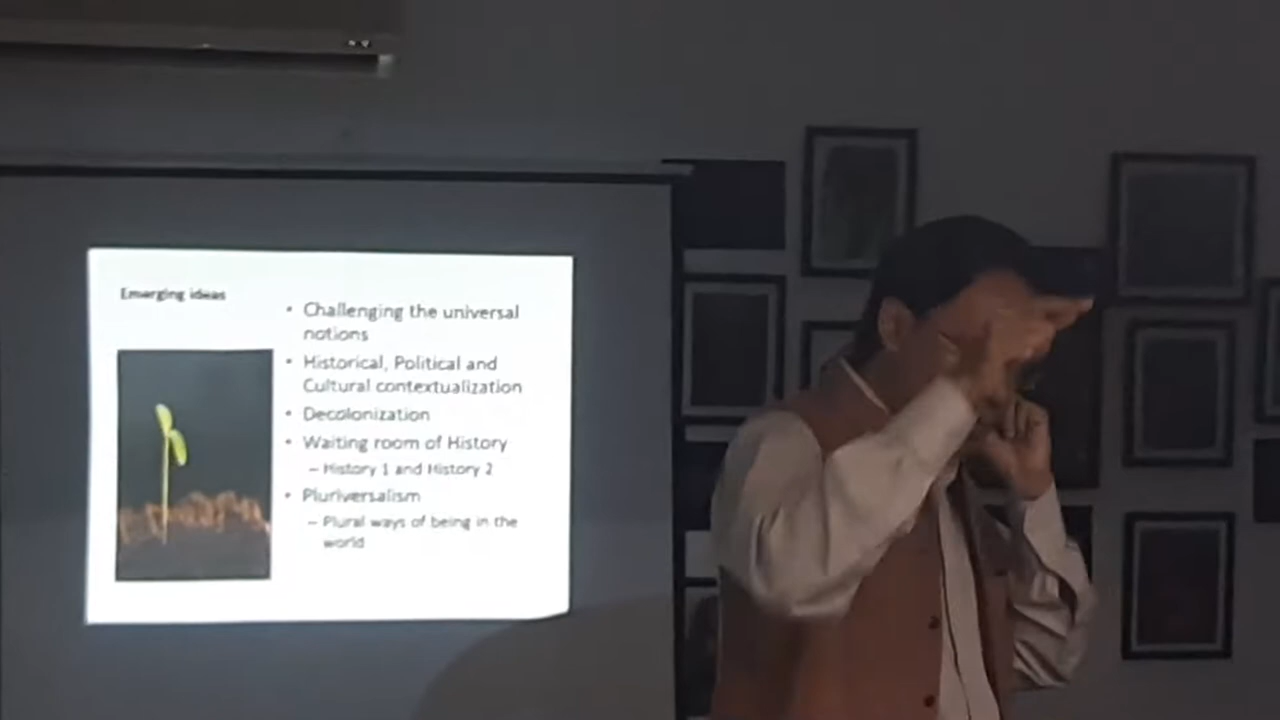 Emerging ideas
• Challenging the universal
notions
• Historical, Political and
Cultural contextualization
• Decolonization
• Waiting room of History
– History 1 and History 2
• Pluriversalism
– Plural ways of being in the
world